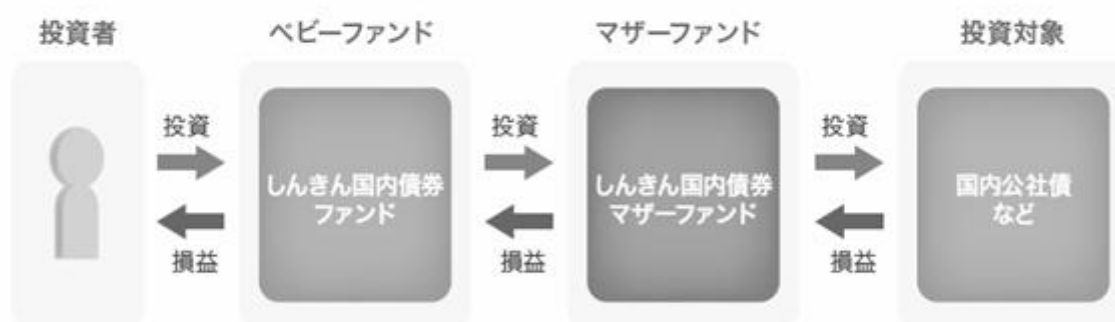 投資者
ベビーファンド
マザーファンド
投資対象
投資
投資
投資
しんきん国内債券
ファンド
しんきん国内債券
マザーファンド
国内公社債
など
損益
損益
損益